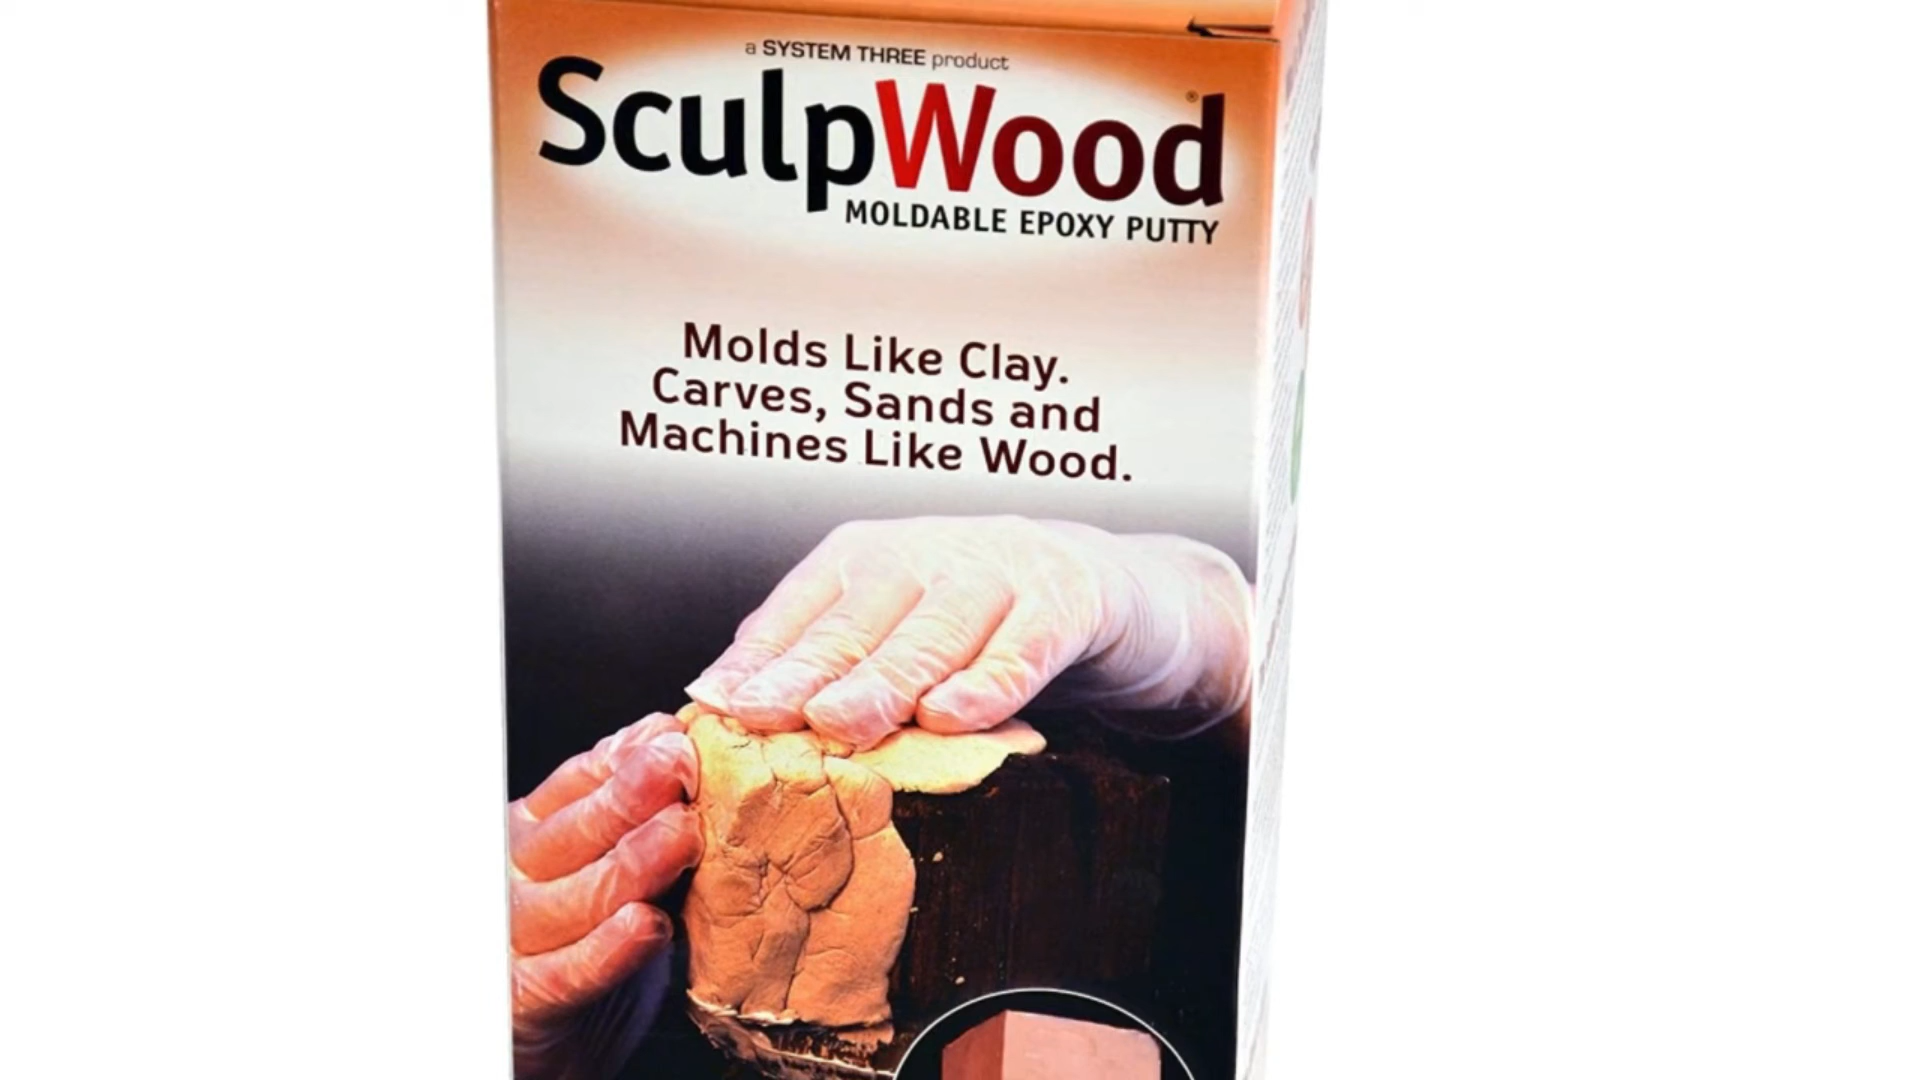 a SYSTEM THREE product
SculpWood®
MOLDABLE EPOXY PUTTY
Molds Like Clay.
Carves, Sands and
Machines Like Wood.